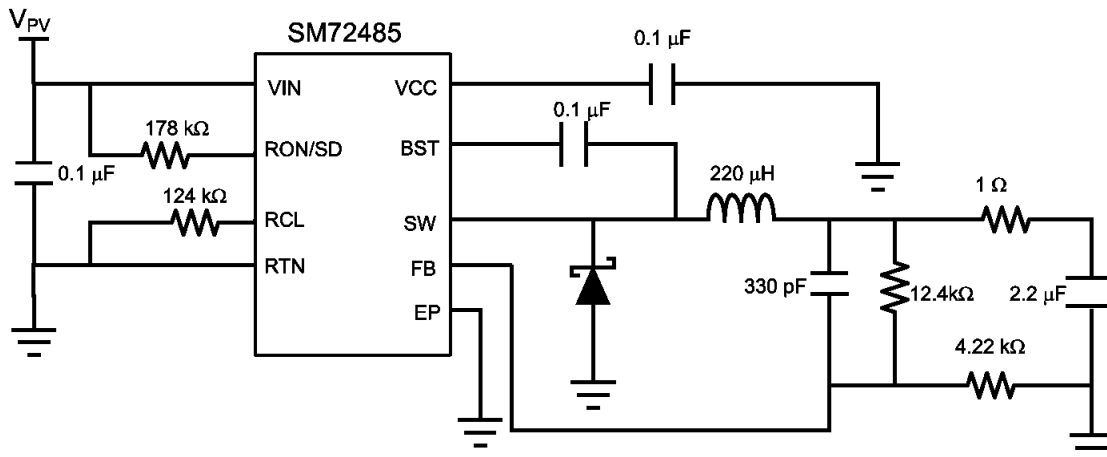 V_PV
SM72485
0.1 μF
VIN
VCC
0.1 μF
178 kΩ
RON/SD
BST
0.1 μF
124 kΩ
220 μH
1 Ω
RCL
SW
RTN
FB
330 pF
12.4kΩ
2.2 μF
EP
4.22 kΩ